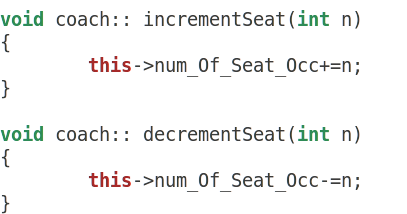 void coach:: incrementSeat(int n)
{
        this->num_Of_Seat_Occ+=n;
}

void coach:: decrementSeat(int n)
{
        this->num_Of_Seat_Occ-=n;
}